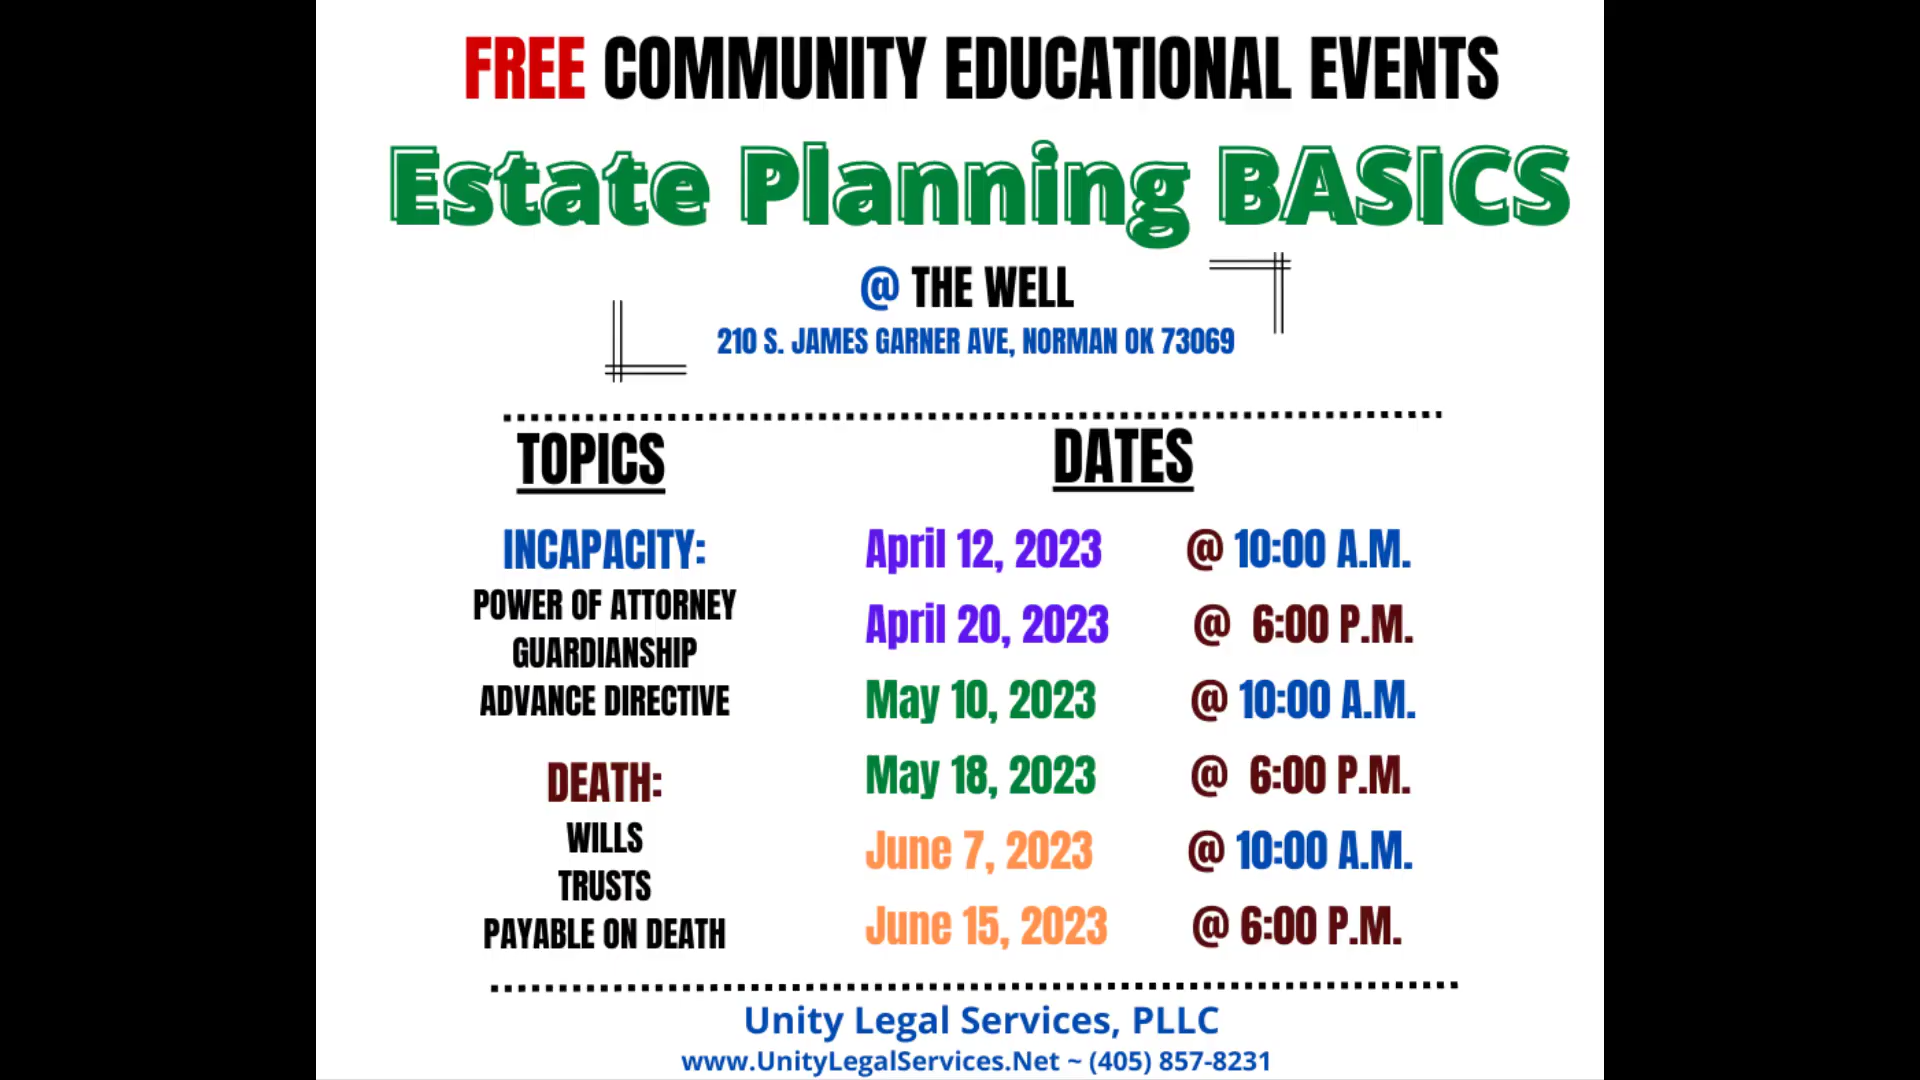 FREE COMMUNITY EDUCATIONAL EVENTS
Estate Planning BASICS
@ THE WELL
210 S. JAMES GARNER AVE, NORMAN OK 73069
TOPICS
INCAPACITY:
POWER OF ATTORNEY
GUARDIANSHIP
ADVANCE DIRECTIVE
DEATH:
WILLS
TRUSTS
PAYABLE ON DEATH
DATES
April 12, 2023 @ 10:00 A.M.
April 20, 2023 @ 6:00 P.M.
May 10, 2023 @ 10:00 A.M.
May 18, 2023 @ 6:00 P.M.
June 7, 2023 @ 10:00 A.M.
June 15, 2023 @ 6:00 P.M.
Unity Legal Services, PLLC
www.UnityLegalServices.Net ~ (405) 857-8231